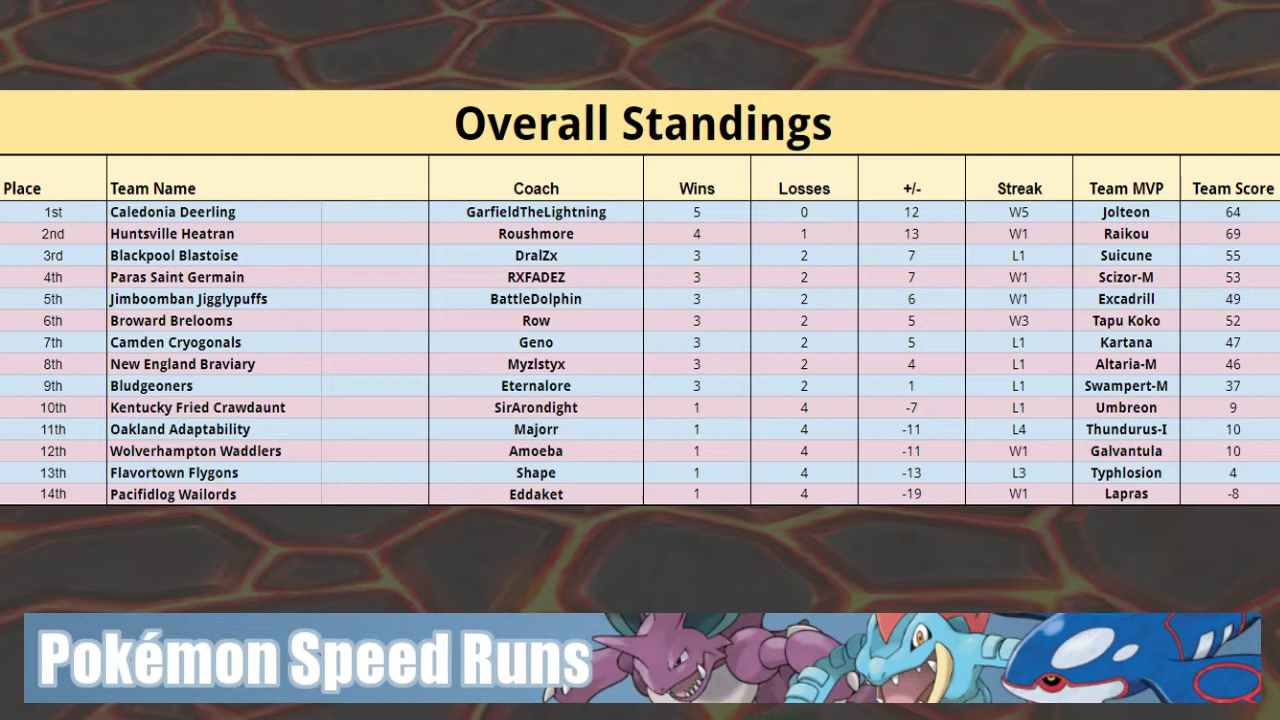 Overall Standings
Place Team Name Coach Wins Losses +/- Streak Team MVP Team Score
1st Caledonia Deerling GarfieldTheLightning 5 0 12 W5 Jolteon 64
2nd Huntsville Heatran Roushmore 4 1 13 W1 Raikou 69
3rd Blackpool Blastoise DralZx 3 2 7 L1 Suicune 55
4th Paras Saint Germain RXFADEZ 3 2 7 W1 Scizor-M 53
5th Jimboomban Jigglypuffs BattleDolphin 3 2 6 W1 Excadrill 49
6th Broward Brelooms Row 3 2 5 W3 Tapu Koko 52
7th Camden Cryogonals Geno 3 2 5 L1 Kartana 47
8th New England Braviary Myzlstyx 3 2 4 L1 Altaria-M 46
9th Bludgeoners Eternalore 3 2 1 L1 Swampert-M 37
10th Kentucky Fried Crawdaunt SirArondight 1 4 -7 L1 Umbreon 9
11th Oakland Adaptability Majorr 1 4 -11 L4 Thundurus-I 10
12th Wolverhampton Waddlers Amoeba 1 4 -11 W1 Galvantula 10
13th Flavortown Flygons Shape 1 4 -13 L3 Typhlosion 4
14th Pacifidlog Wailords Eddaket 1 4 -19 W1 Lapras -8
Pokémon Speed Runs